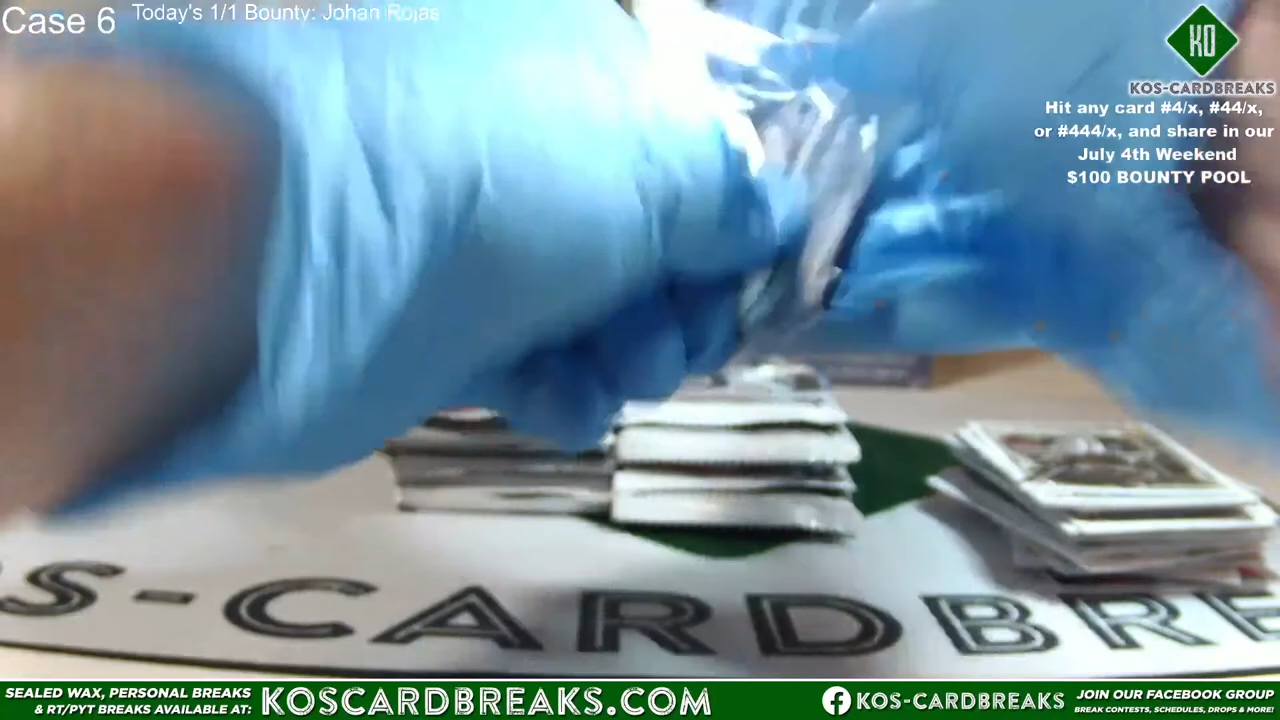 Case 6
Today's 1/1 Bounty: Johan Rojas
KO
KOS-CARDBREAKS
Hit any card #4/x, #44/x,
or #444/x, and share in our
July 4th Weekend
$100 BOUNTY POOL
S-CARDBRE
SEALED WAX, PERSONAL BREAKS
& RT/PYT BREAKS AVAILABLE AT:
KOSCARDBREAKS.COM
KOS-CARDBREAKS
JOIN OUR FACEBOOK GROUP
BREAK CONTESTS, SCHEDULES, DROPS & MORE!